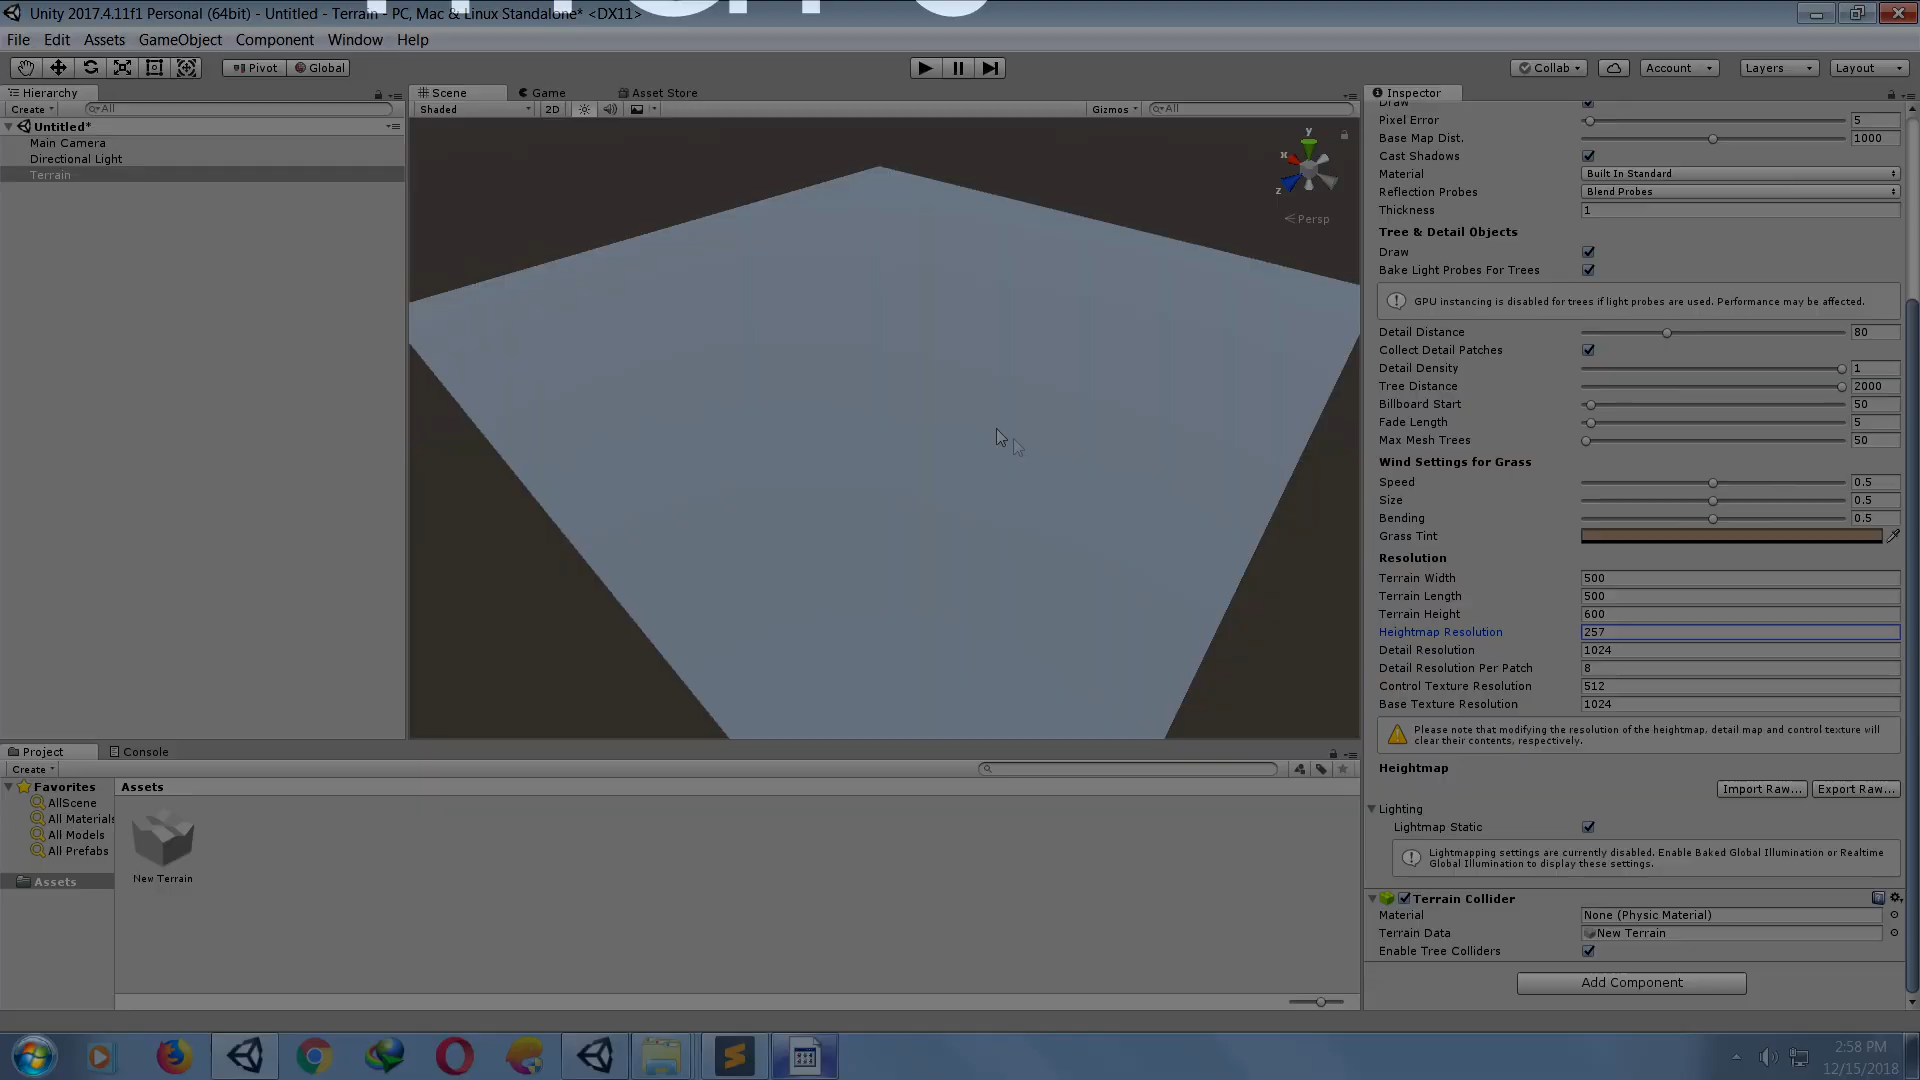 Unity 2017.4.11f1 Personal (64bit) - Untitled - Terrain - PC, Mac & Linux Standalone* <DX11>
File Edit Assets GameObject Component Window Help
Pivot Global Collab Account Layers Layout
Hierarchy
Create All
Untitled*
Main Camera
Directional Light
Terrain
Scene Game Asset Store
Shaded 2D Gizmos All
y
x
z
Persp
Inspector
Draw
Pixel Error 5
Base Map Dist. 1000
Cast Shadows
Material Built In Standard
Reflection Probes Blend Probes
Thickness 1
Tree & Detail Objects
Draw
Bake Light Probes For Trees
GPU instancing is disabled for trees if light probes are used. Performance may be affected.
Detail Distance 80
Collect Detail Patches
Detail Density 1
Tree Distance 2000
Billboard Start 50
Fade Length 5
Max Mesh Trees 50
Wind Settings for Grass
Speed 0.5
Size 0.5
Bending 0.5
Grass Tint
Resolution
Terrain Width 500
Terrain Length 500
Terrain Height 600
Heightmap Resolution 257
Detail Resolution 1024
Detail Resolution Per Patch 8
Control Texture Resolution 512
Base Texture Resolution 1024
Please note that modifying the resolution of the heightmap, detail map and control texture will
clear their contents, respectively.
Heightmap
Import Raw... Export Raw...
Lighting
Lightmap Static
Lightmapping settings are currently disabled. Enable Baked Global Illumination or Realtime
Global Illumination to display these settings.
Terrain Collider
Material None (Physic Material)
Terrain Data New Terrain
Enable Tree Colliders
Add Component
Project Console
Create
Favorites
AllScene
All Materials
All Models
All Prefabs
Assets
Assets
New Terrain
2:58 PM
12/15/2018